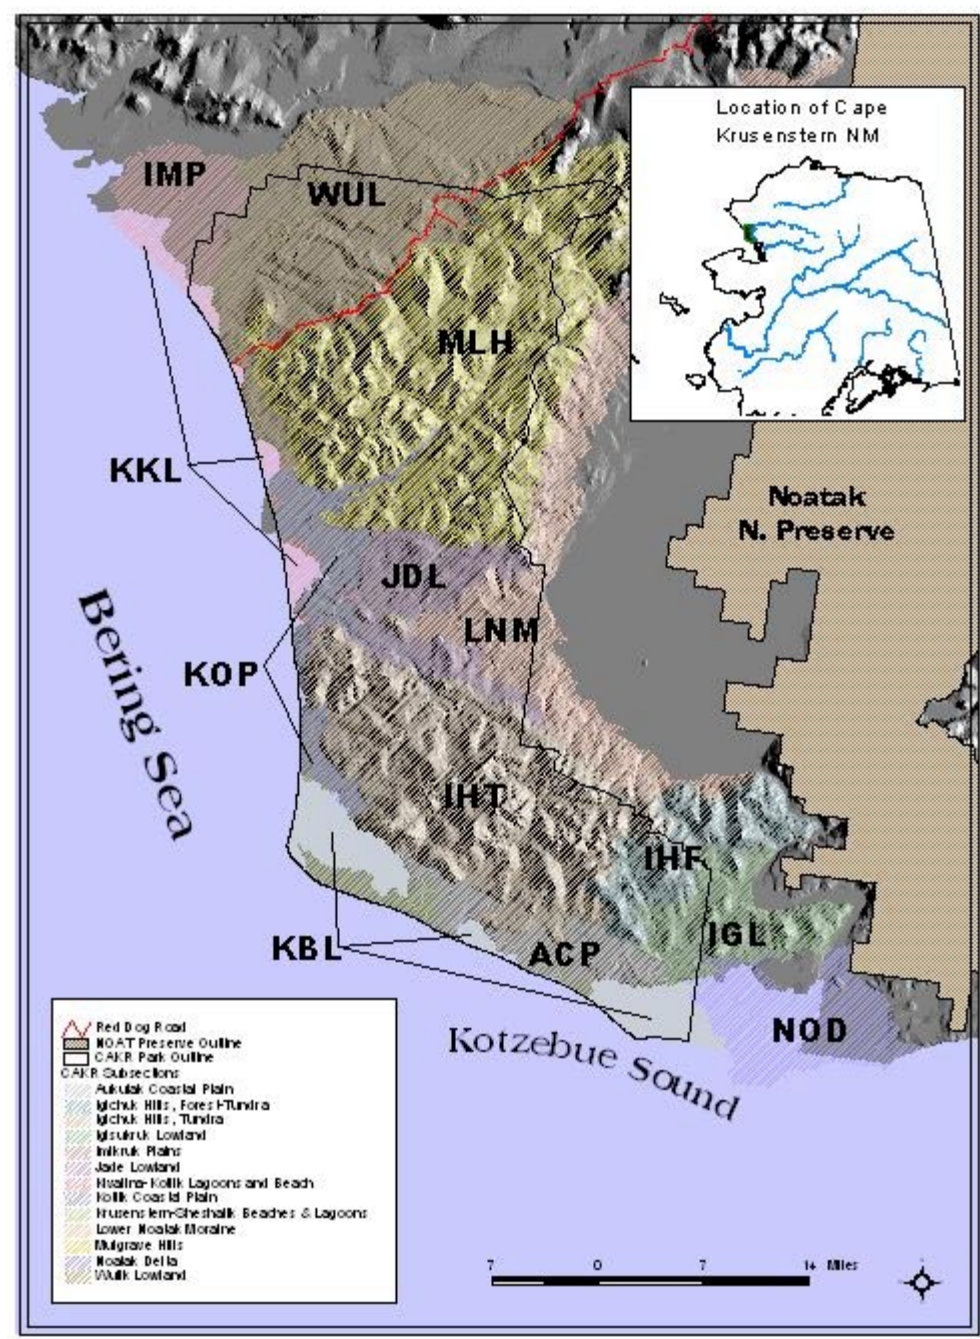 Location of Cape
Krusenstern NM
IMP
WUL
MLH
KKL
Noatak
N. Preserve
JDL
LNM
KOP
Bering Sea
IHT
IHF
IGL
KBL
ACP
NOD
Kotzebue Sound
Red Dog Road
NOAT Preserve Outline
CAKR Park Outline
CAKR Subsections
Aukulak Coastal Plain
Igichuk Hills, Forest-Tundra
Igichuk Hills, Tundra
Igisukruk Lowland
Imikruk Plains
Jade Lowland
Kivalina-Kotlik Lagoons and Beach
Kotlik Coastal Plain
Krusenstern-Sheshalik Beaches & Lagoons
Lower Noatak Moraine
Mulgrave Hills
Noatak Delta
Wulik Lowland
7 0 7 14 Miles